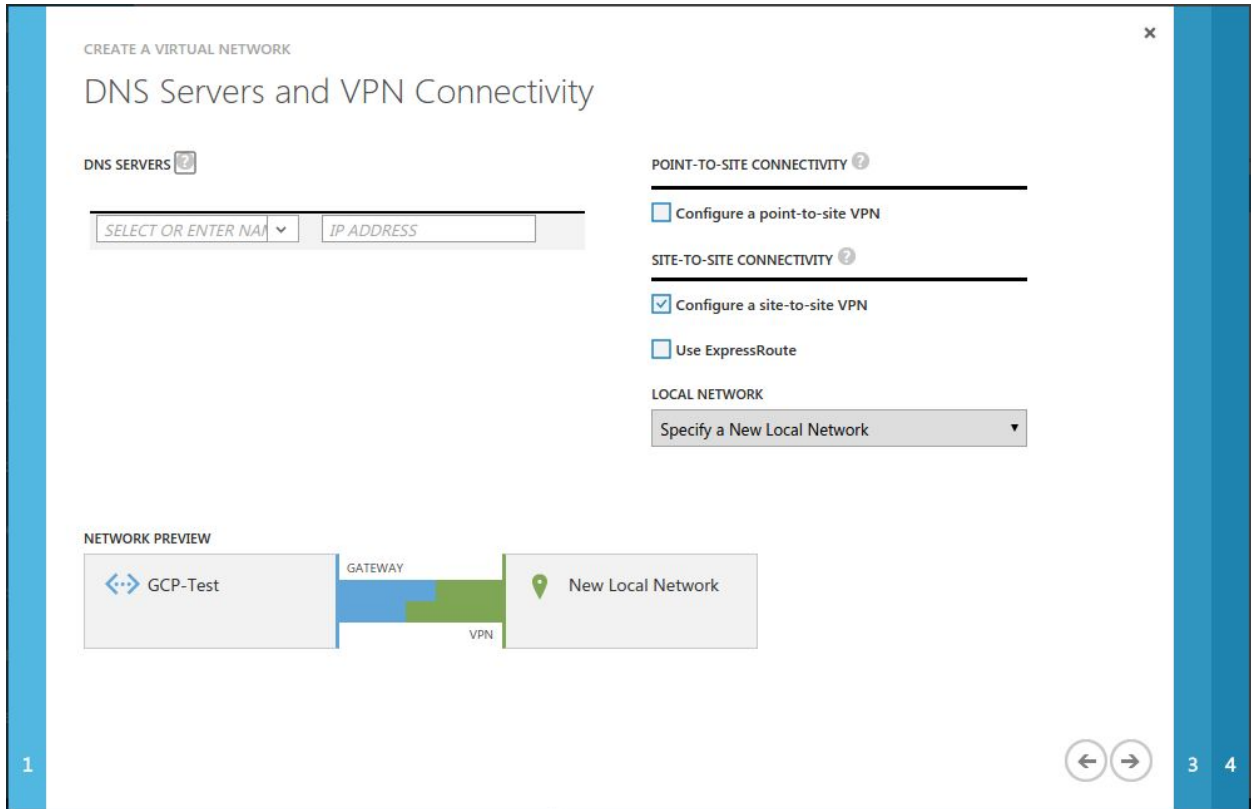 CREATE A VIRTUAL NETWORK
DNS Servers and VPN Connectivity
DNS SERVERS ?
SELECT OR ENTER NAM
IP ADDRESS
POINT-TO-SITE CONNECTIVITY ?
Configure a point-to-site VPN
SITE-TO-SITE CONNECTIVITY ?
Configure a site-to-site VPN
Use ExpressRoute
LOCAL NETWORK
Specify a New Local Network
NETWORK PREVIEW
GCP-Test
GATEWAY
VPN
New Local Network
1
3
4